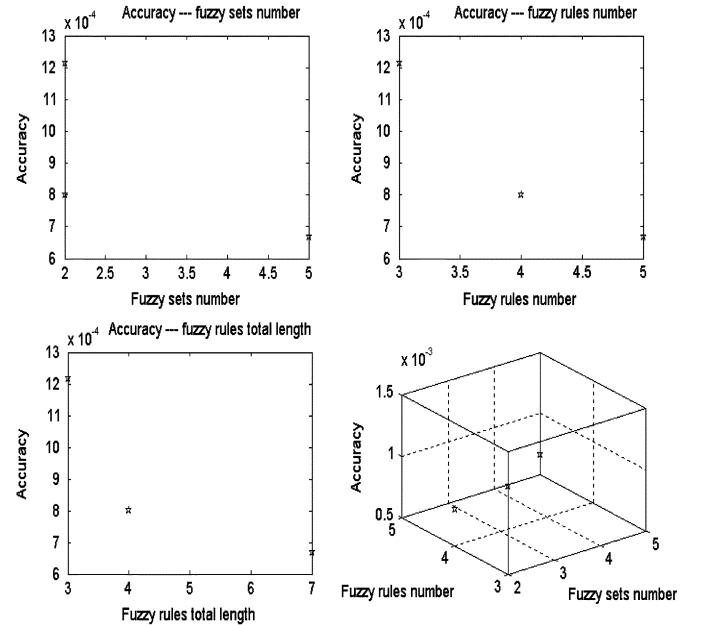 x 10-4 Accuracy --- fuzzy sets number
13
12
11
10
9
8
7
6
Accuracy
2 2.5 3 3.5 4 4.5 5
Fuzzy sets number
x 10-4 Accuracy --- fuzzy rules number
13
12
11
10
9
8
7
6
Accuracy
3 3.5 4 4.5 5
Fuzzy rules number
x 10-4 Accuracy --- fuzzy rules total length
13
12
11
10
9
8
7
6
Accuracy
3 4 5 6 7
Fuzzy rules total length
x 10-3
1.5
1
0.5
Accuracy
5
4
3
Fuzzy rules number
2
3
4
5
Fuzzy sets number